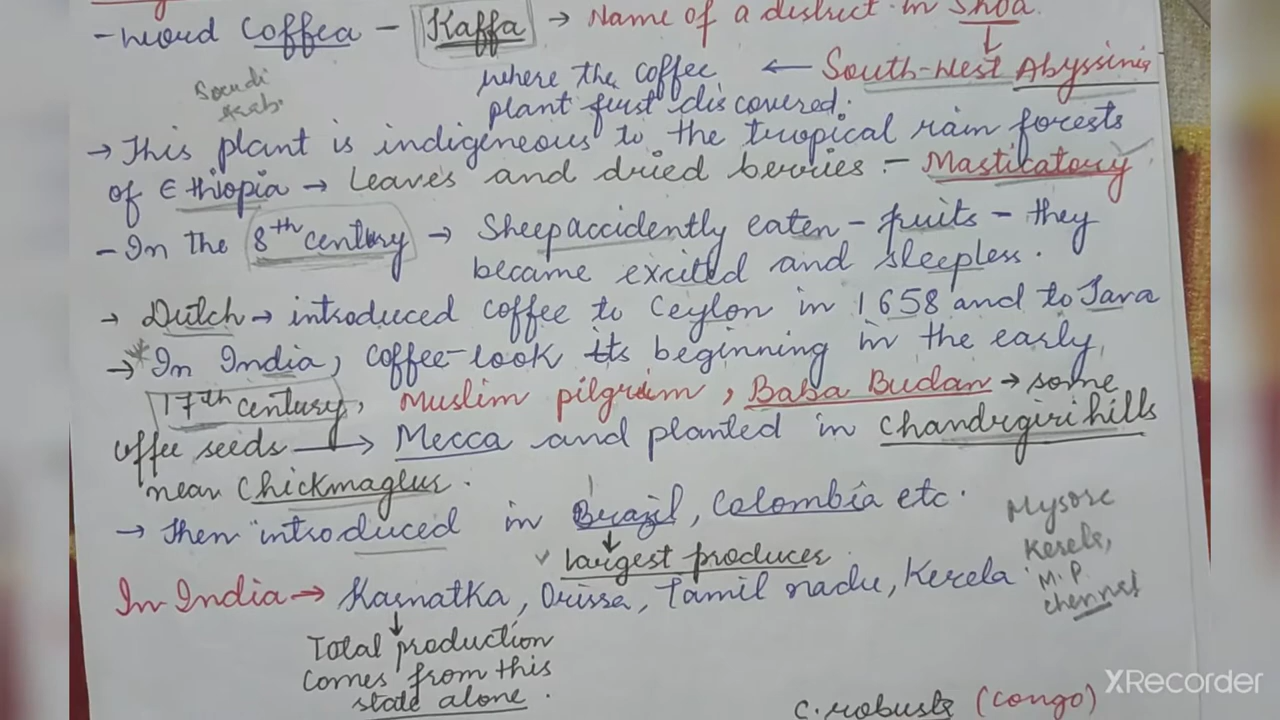 - word Coffea - Kaffa → Name of a district in Shoa.
↓
where the coffee ← South-West Abyssinia
plant fust discovered.
Saudi
Arab.
→ This plant is indigeneous to the tropical rain forests
of Ethiopia → Leaves and dried berries. - Masticatory
- In the 8th century → Sheep accidently eaten - fruits - they
became excited and sleepless.
→ Dutch → introduced coffee to Ceylon in 1658 and to Java
→ * In India, coffee-look its beginning in the early
17th century, Muslim pilgrim, Baba Budan → some
coffee seeds → Mecca and planted in Chandrgiri hills
near Chickmaglur.
→ Then introduced in Brazil, Colombia etc.
↓
✓ largest producer
In India → Karnatka, Orissa, Tamil nadu, Kerela.
↓
Total production
comes from this
state alone.
Mysore
Kerela,
M.P.
chennai
C. robusta (Congo)
XRecorder